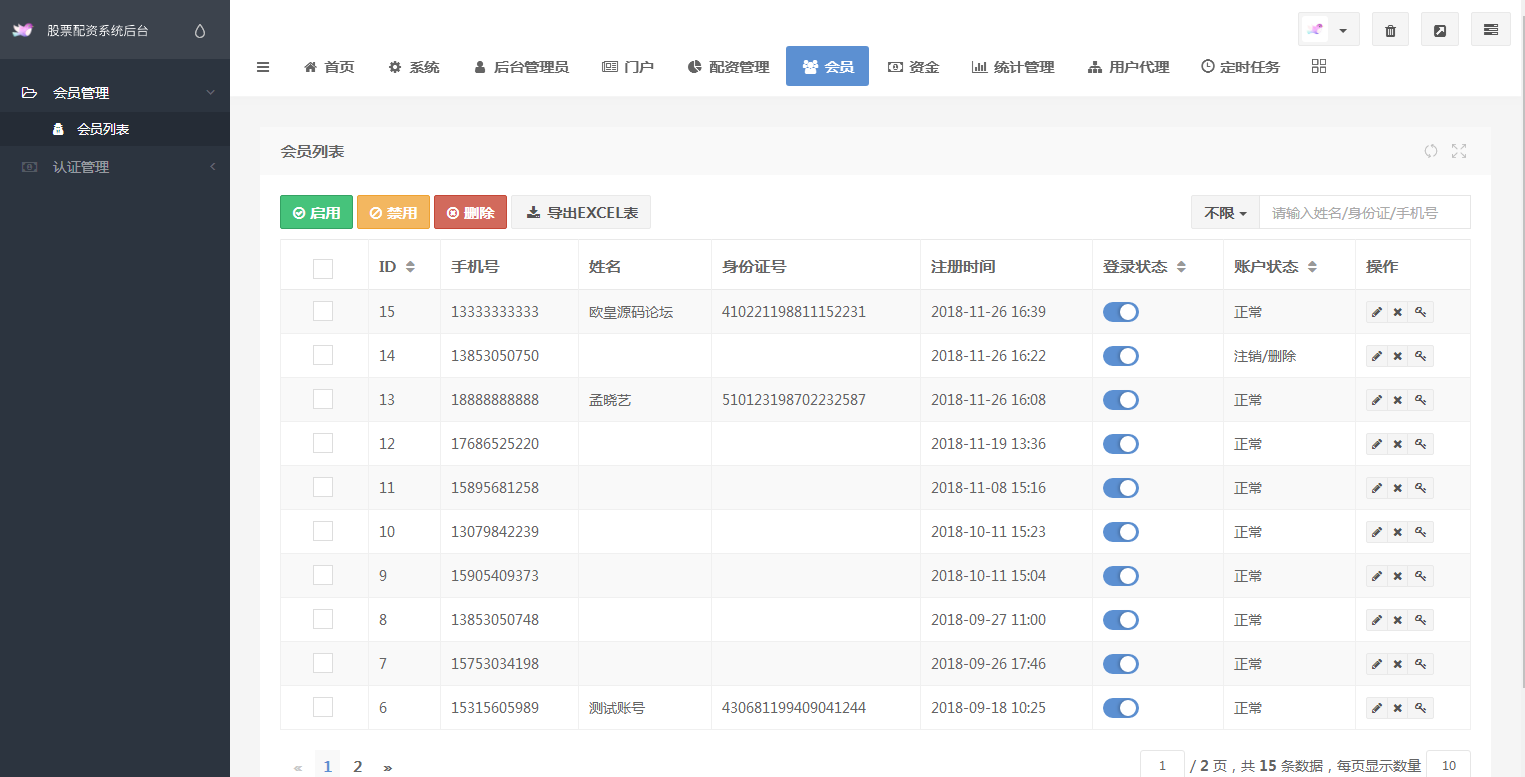 股票配资系统后台
会员管理
会员列表
认证管理
首页 系统 后台管理员 门户 配资管理 会员 资金 统计管理 用户代理 定时任务
会员列表
启用 禁用 删除 导出EXCEL表 不限 请输入姓名/身份证/手机号
ID 手机号 姓名 身份证号 注册时间 登录状态 账户状态 操作
15 13333333333 欧皇源码论坛 410221198811152231 2018-11-26 16:39 正常
14 13853050750 2018-11-26 16:22 注销/删除
13 18888888888 孟晓艺 510123198702232587 2018-11-26 16:08 正常
12 17686525220 2018-11-19 13:36 正常
11 15895681258 2018-11-08 15:16 正常
10 13079842239 2018-10-11 15:23 正常
9 15905409373 2018-10-11 15:04 正常
8 13853050748 2018-09-27 11:00 正常
7 15753034198 2018-09-26 17:46 正常
6 15315605989 测试账号 430681199409041244 2018-09-18 10:25 正常
« 1 2 » 1 / 2 页，共 15 条数据，每页显示数量 10